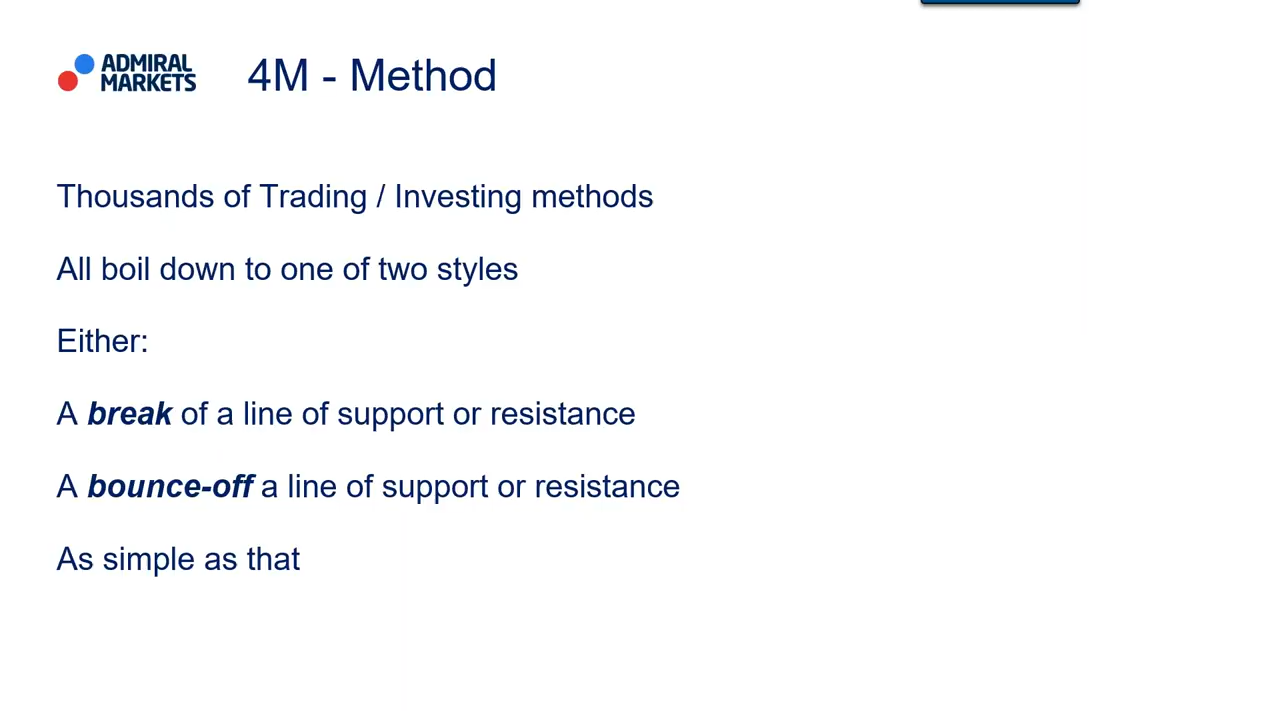 ADMIRAL
MARKETS
4M - Method
Thousands of Trading / Investing methods
All boil down to one of two styles
Either:
A break of a line of support or resistance
A bounce-off a line of support or resistance
As simple as that